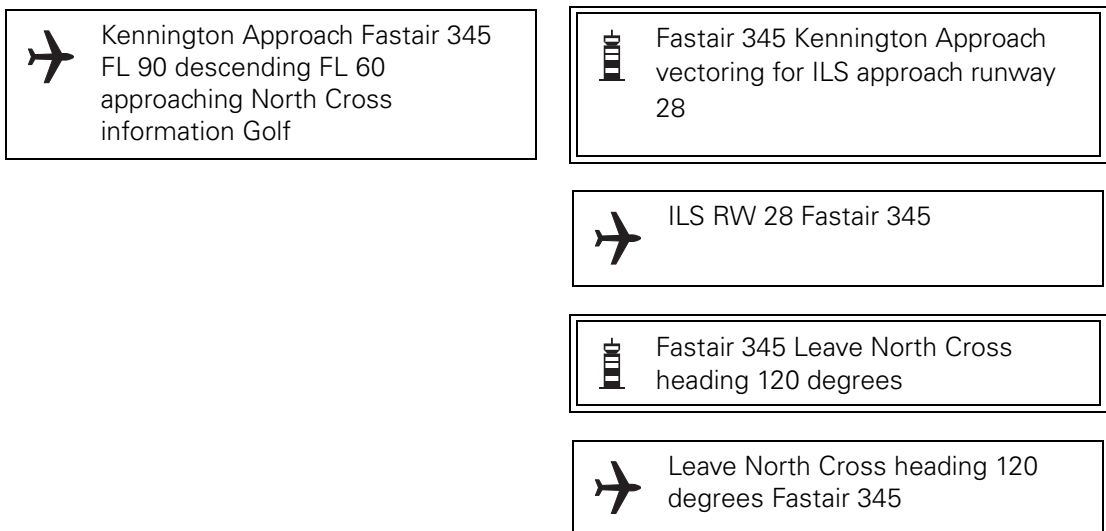 Kennington Approach Fastair 345
FL 90 descending FL 60
approaching North Cross
information Golf
Fastair 345 Kennington Approach
vectoring for ILS approach runway
28
ILS RW 28 Fastair 345
Fastair 345 Leave North Cross
heading 120 degrees
Leave North Cross heading 120
degrees Fastair 345